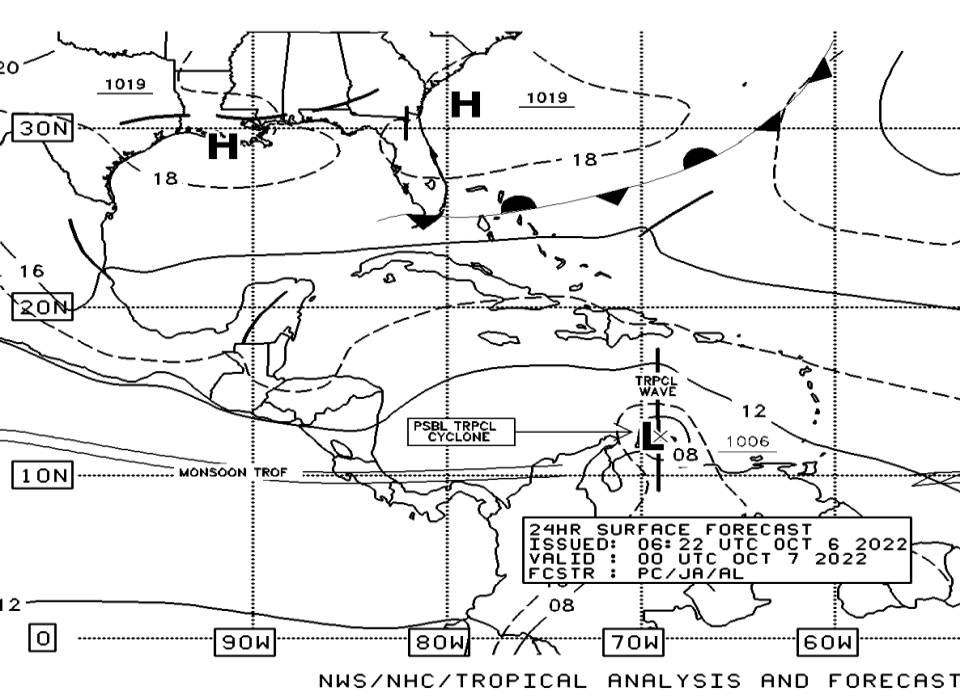 20
1019
H
1019
30N
H
18
18
16
20N
TRPCL
WAVE
12
PSBL TRPCL
CYCLONE
L
1006
08
MONSOON TROF
10N
24HR SURFACE FORECAST
ISSUED: 06:22 UTC OCT 6 2022
VALID : 00 UTC OCT 7 2022
FCSTR : PC/JA/AL
12
08
0
90W
80W
70W
60W
NWS/NHC/TROPICAL ANALYSIS AND FORECAST